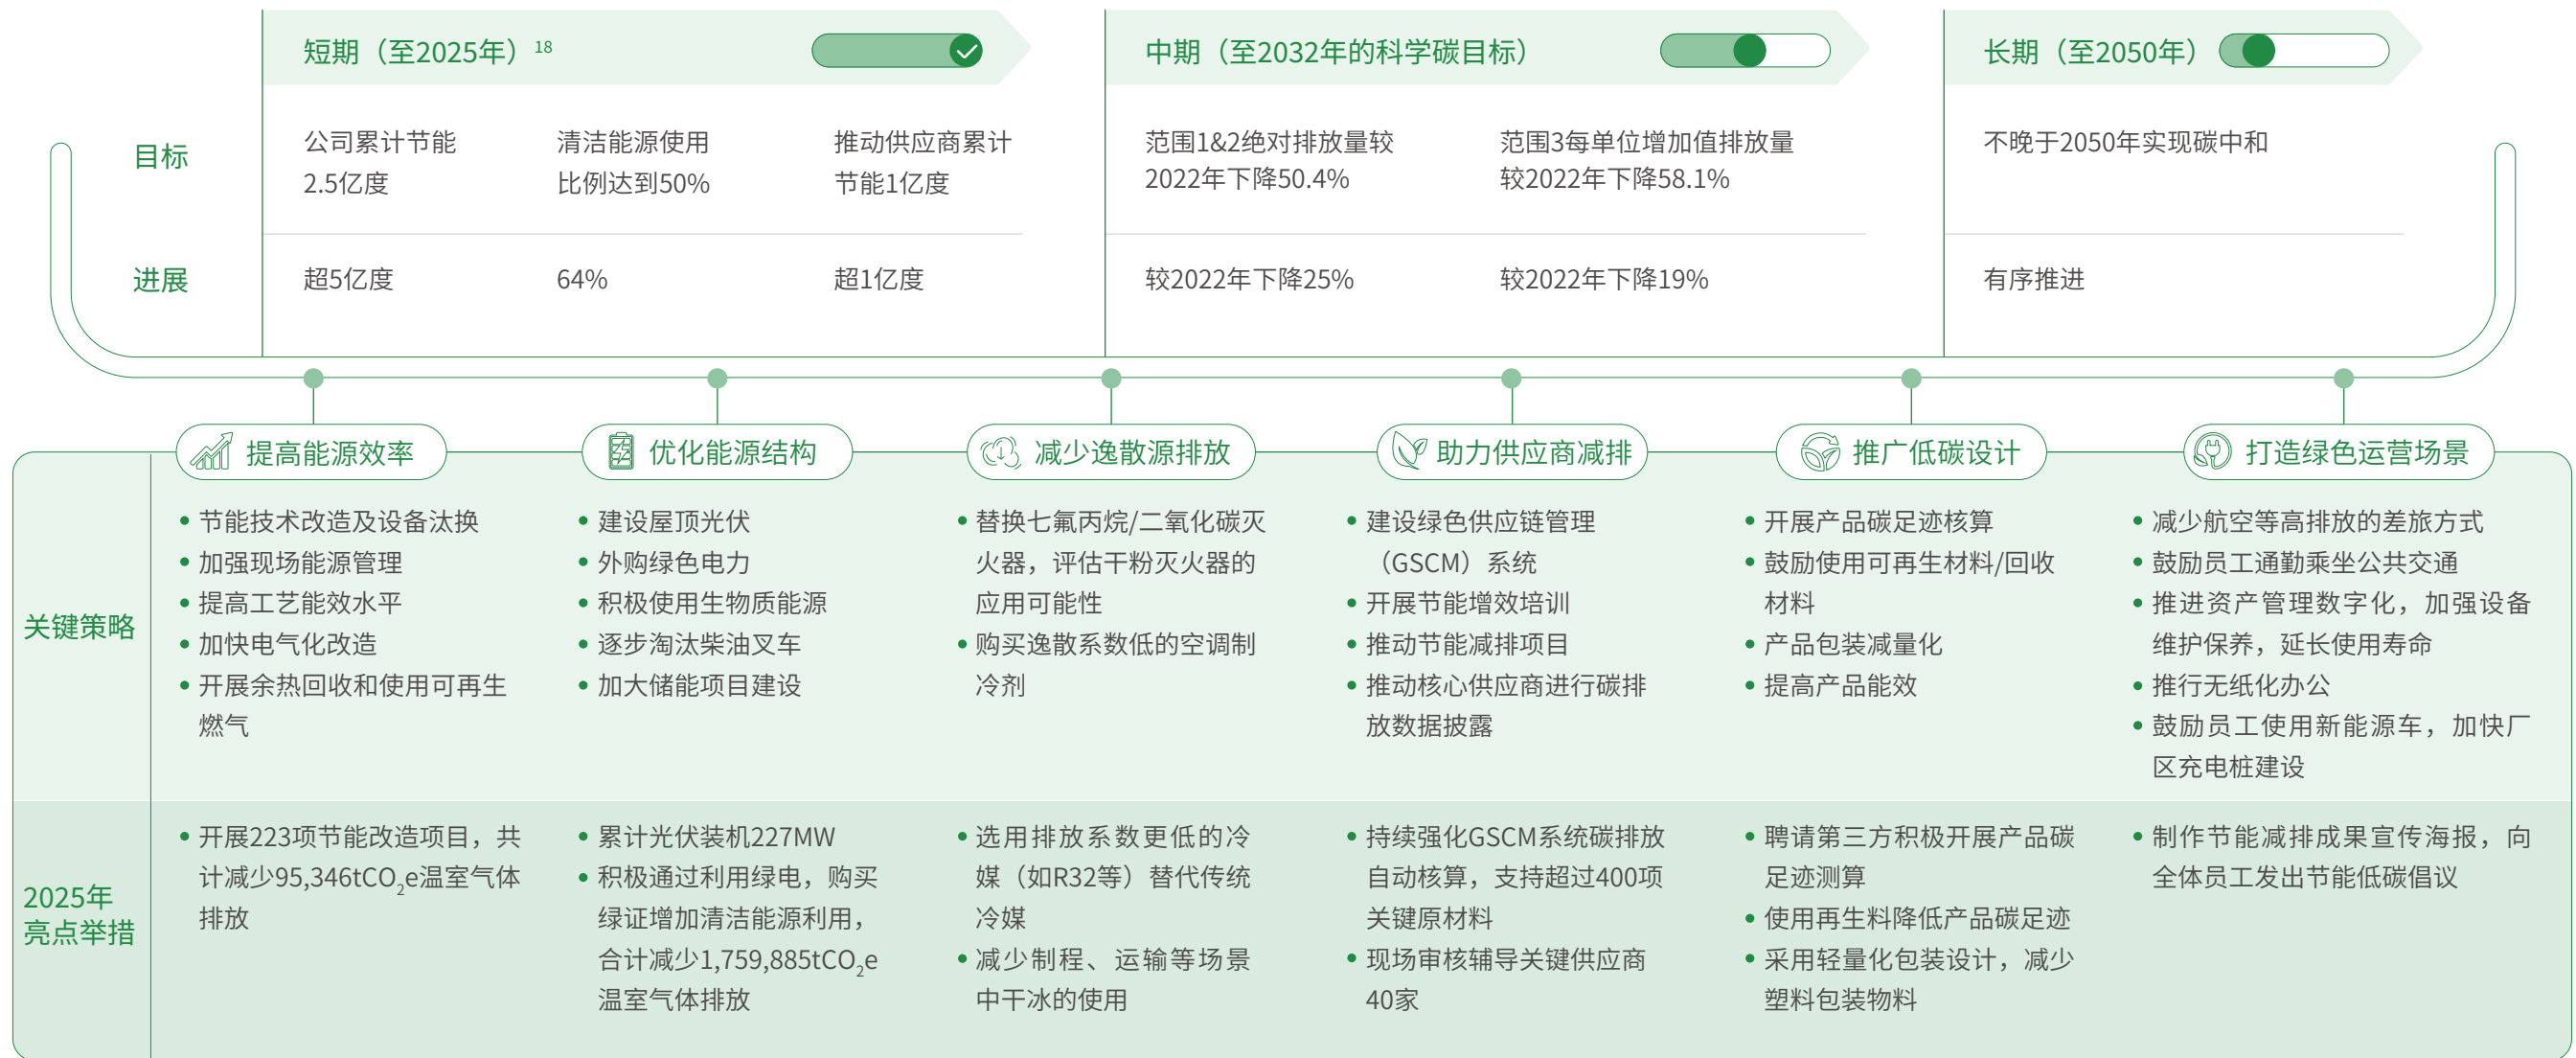 短期（至2025年）18
中期（至2032年的科学碳目标）
长期（至2050年）
目标
公司累计节能
2.5亿度
清洁能源使用
比例达到50%
推动供应商累计
节能1亿度
范围1&2绝对排放量较
2022年下降50.4%
范围3每单位增加值排放量
较2022年下降58.1%
不晚于2050年实现碳中和
进展
超5亿度
64%
超1亿度
较2022年下降25%
较2022年下降19%
有序推进
提高能源效率
优化能源结构
减少逸散源排放
助力供应商减排
推广低碳设计
打造绿色运营场景
关键策略
• 节能技术改造及设备汰换
• 加强现场能源管理
• 提高工艺能效水平
• 加快电气化改造
• 开展余热回收和使用可再生
燃气
• 建设屋顶光伏
• 外购绿色电力
• 积极使用生物质能源
• 逐步淘汰柴油叉车
• 加大储能项目建设
• 替换七氟丙烷/二氧化碳灭
火器，评估干粉灭火器的
应用可能性
• 购买逸散系数低的空调制
冷剂
• 建设绿色供应链管理
（GSCM）系统
• 开展节能增效培训
• 推动节能减排项目
• 推动核心供应商进行碳排
放数据披露
• 开展产品碳足迹核算
• 鼓励使用可再生材料/回收
材料
• 产品包装减量化
• 提高产品能效
• 减少航空等高排放的差旅方式
• 鼓励员工通勤乘坐公共交通
• 推进资产管理数字化，加强设备
维护保养，延长使用寿命
• 推行无纸化办公
• 鼓励员工使用新能源车，加快厂
区充电桩建设
2025年
亮点举措
• 开展223项节能改造项目，共
计减少95,346tCO2e温室气体
排放
• 累计光伏装机227MW
• 积极通过利用绿电，购买
绿证增加清洁能源利用，
合计减少1,759,885tCO2e
温室气体排放
• 选用排放系数更低的冷
媒（如R32等）替代传统
冷媒
• 减少制程、运输等场景
中干冰的使用
• 持续强化GSCM系统碳排放
自动核算，支持超过400项
关键原材料
• 现场审核辅导关键供应商
40家
• 聘请第三方积极开展产品碳
足迹测算
• 使用再生料降低产品碳足迹
• 采用轻量化包装设计，减少
塑料包装物料
• 制作节能减排成果宣传海报，向
全体员工发出节能低碳倡议